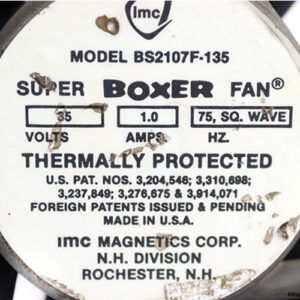 imc
MODEL BS2107F-135
SUPER BOXER FAN®
35 1.0 75, SQ. WAVE
VOLTS AMPS. HZ.
THERMALLY PROTECTED
U.S. PAT. NOS. 3,204,546; 3,310,698;
3,237,849; 3,276,675 & 3,914,071
FOREIGN PATENTS ISSUED & PENDING
MADE IN U.S.A.
imc MAGNETICS CORP.
N.H. DIVISION
ROCHESTER, N.H.